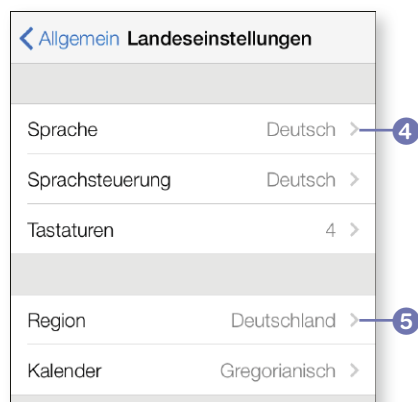 Allgemein Landeseinstellungen
Sprache Deutsch 4
Sprachsteuerung Deutsch
Tastaturen 4
Region Deutschland 5
Kalender Gregorianisch